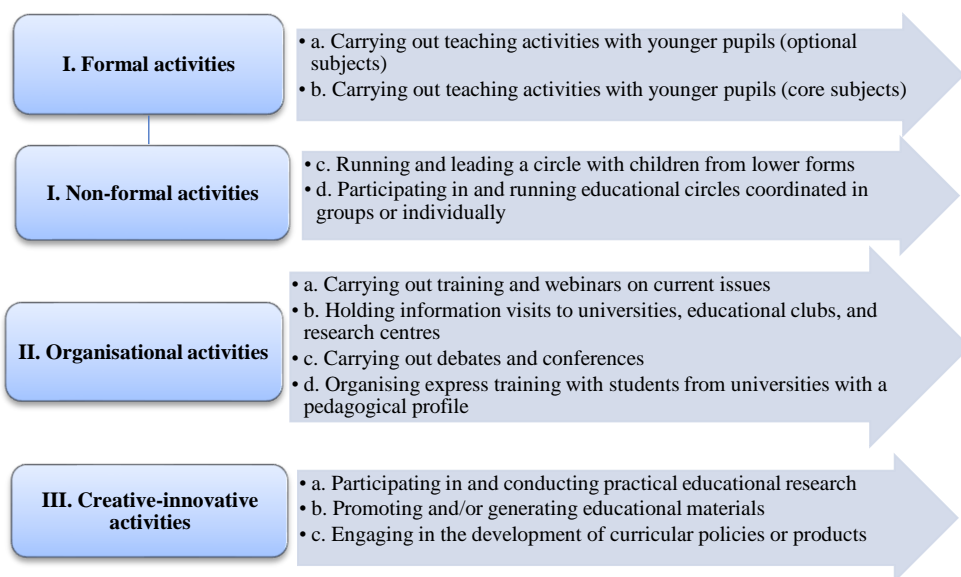 I. Formal activities
• a. Carrying out teaching activities with younger pupils (optional
subjects)
• b. Carrying out teaching activities with younger pupils (core subjects)
I. Non-formal activities
• c. Running and leading a circle with children from lower forms
• d. Participating in and running educational circles coordinated in
groups or individually
II. Organisational activities
• a. Carrying out training and webinars on current issues
• b. Holding information visits to universities, educational clubs, and
research centres
• c. Carrying out debates and conferences
• d. Organising express training with students from universities with a
pedagogical profile
III. Creative-innovative
activities
• a. Participating in and conducting practical educational research
• b. Promoting and/or generating educational materials
• c. Engaging in the development of curricular policies or products